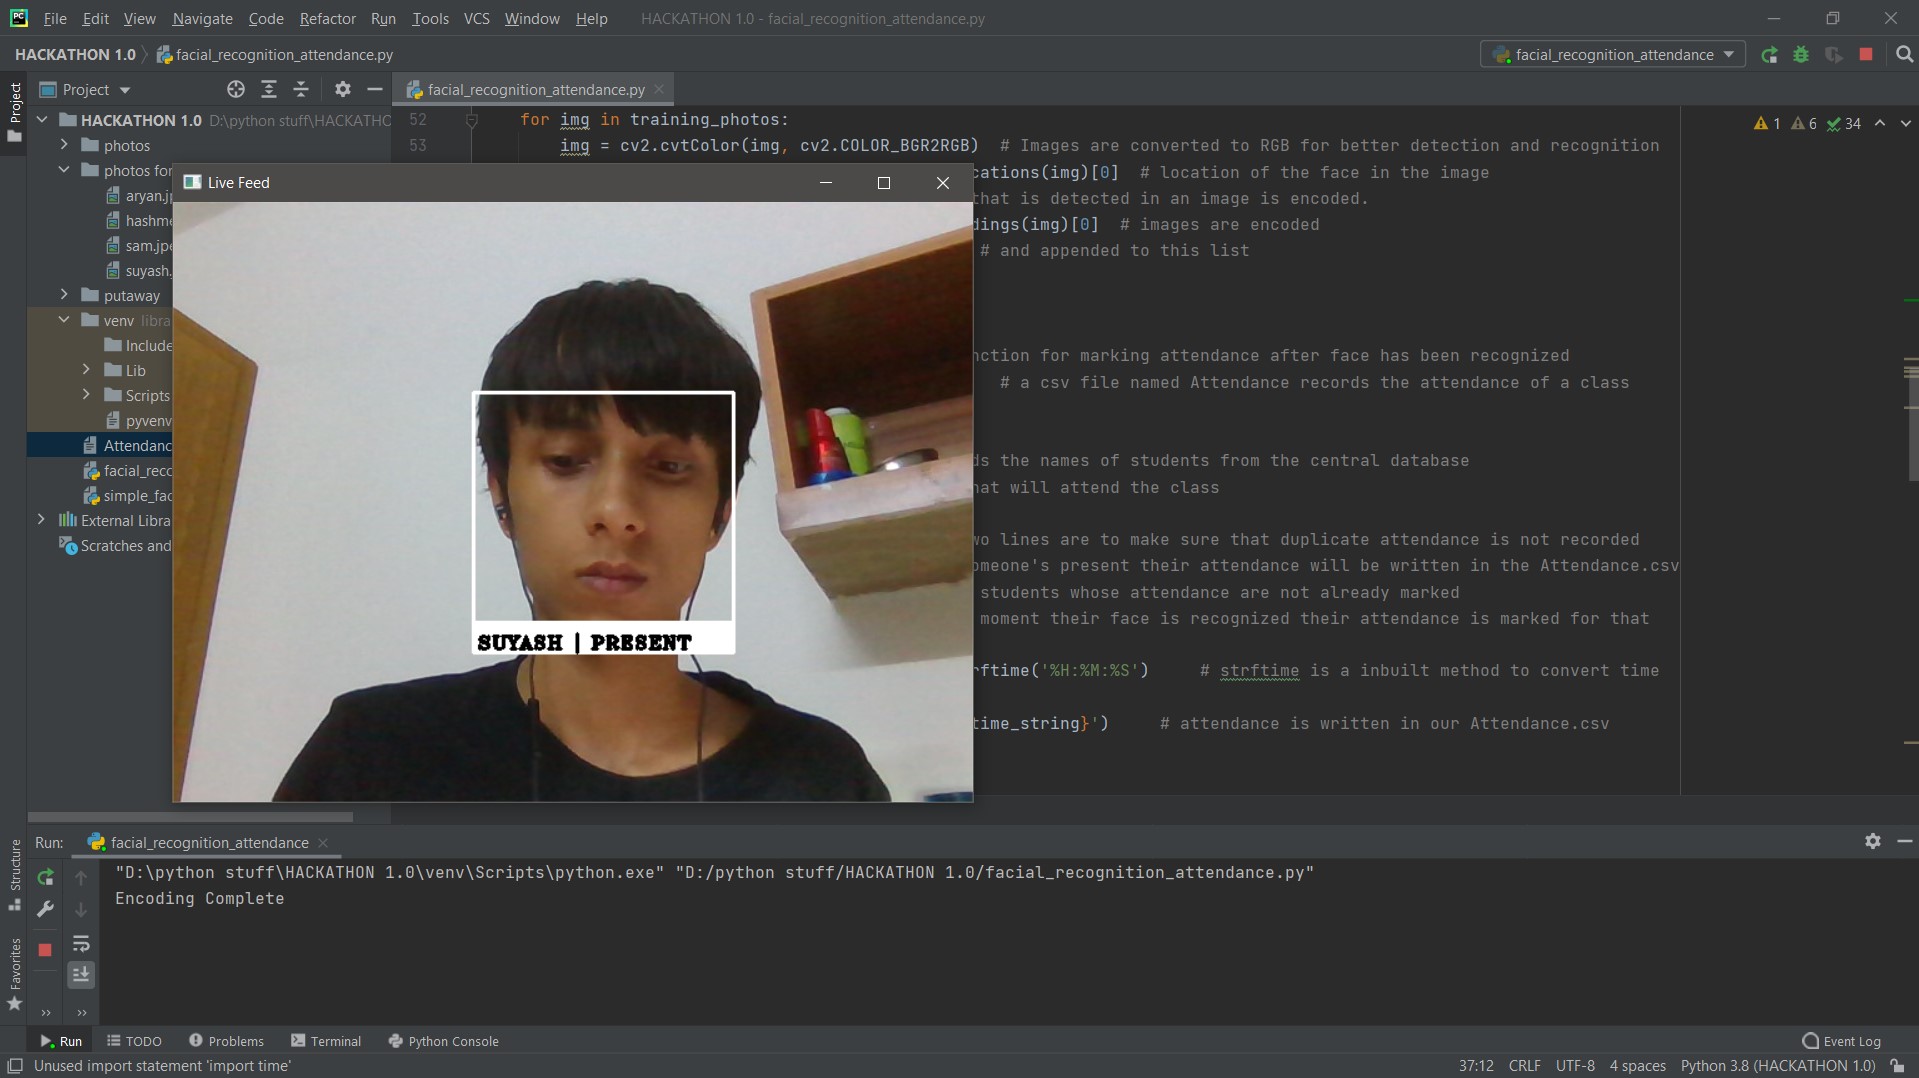 File Edit View Navigate Code Refactor Run Tools VCS Window Help HACKATHON 1.0 - facial_recognition_attendance.py
HACKATHON 1.0 facial_recognition_attendance.py facial_recognition_attendance
Project
Project
facial_recognition_attendance.py
HACKATHON 1.0 D:\python stuff\HACKATHO
photos
photos for
aryan.j
hashme
sam.jpe
suyash.
putaway
venv libra
Include
Lib
Scripts
pyvenv
Attendanc
facial_reco
simple_fac
External Libra
Scratches and
1 6 34
52 for img in training_photos:
53 img = cv2.cvtColor(img, cv2.COLOR_BGR2RGB) # Images are converted to RGB for better detection and recognition
cations(img)[0] # location of the face in the image
that is detected in an image is encoded.
dings(img)[0] # images are encoded
# and appended to this list
nction for marking attendance after face has been recognized
# a csv file named Attendance records the attendance of a class
ds the names of students from the central database
hat will attend the class
wo lines are to make sure that duplicate attendance is not recorded
omeone's present their attendance will be written in the Attendance.csv
students whose attendance are not already marked
moment their face is recognized their attendance is marked for that
rftime('%H:%M:%S') # strftime is a inbuilt method to convert time
time_string}') # attendance is written in our Attendance.csv
Live Feed
SUYASH | PRESENT
Run: facial_recognition_attendance
"D:\python stuff\HACKATHON 1.0\venv\Scripts\python.exe" "D:/python stuff/HACKATHON 1.0/facial_recognition_attendance.py"
Encoding Complete
Structure
Favorites
Run TODO Problems Terminal Python Console Event Log
Unused import statement 'import time' 37:12 CRLF UTF-8 4 spaces Python 3.8 (HACKATHON 1.0)